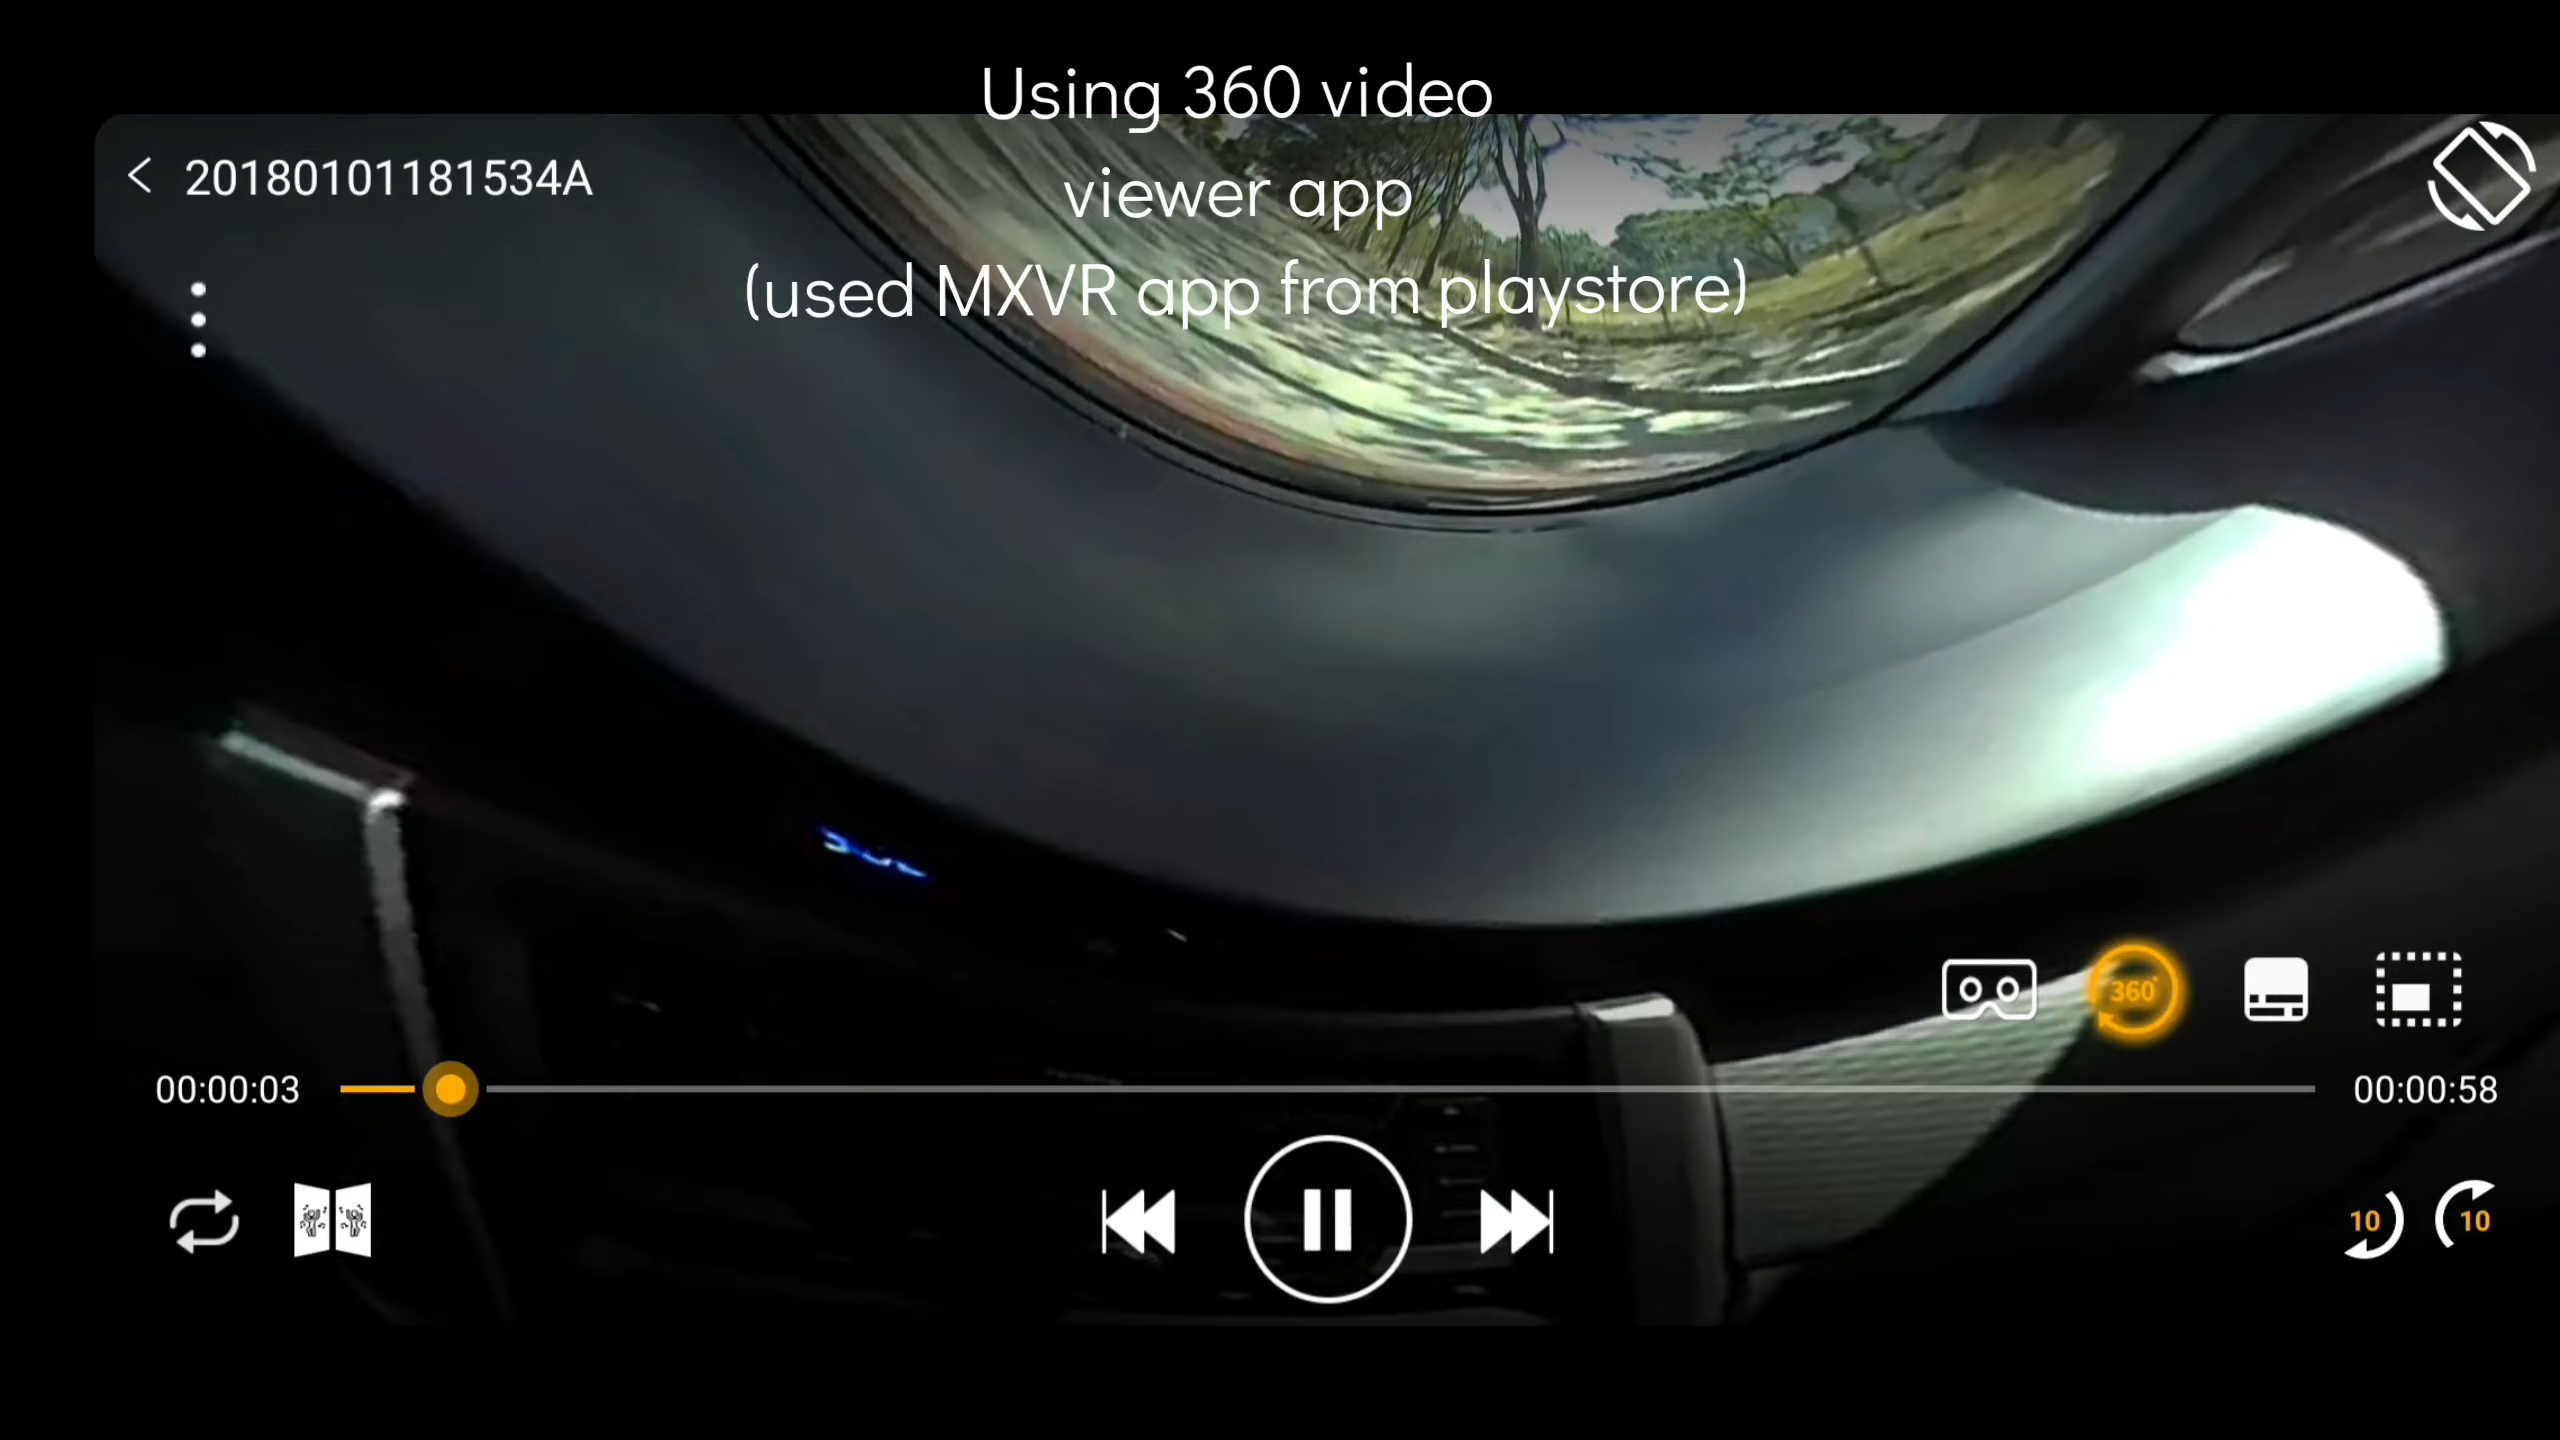 Using 360 video
20180101181534A
viewer app
(used MXVR app from playstore)
360°
00:00:03
00:00:58
10
10